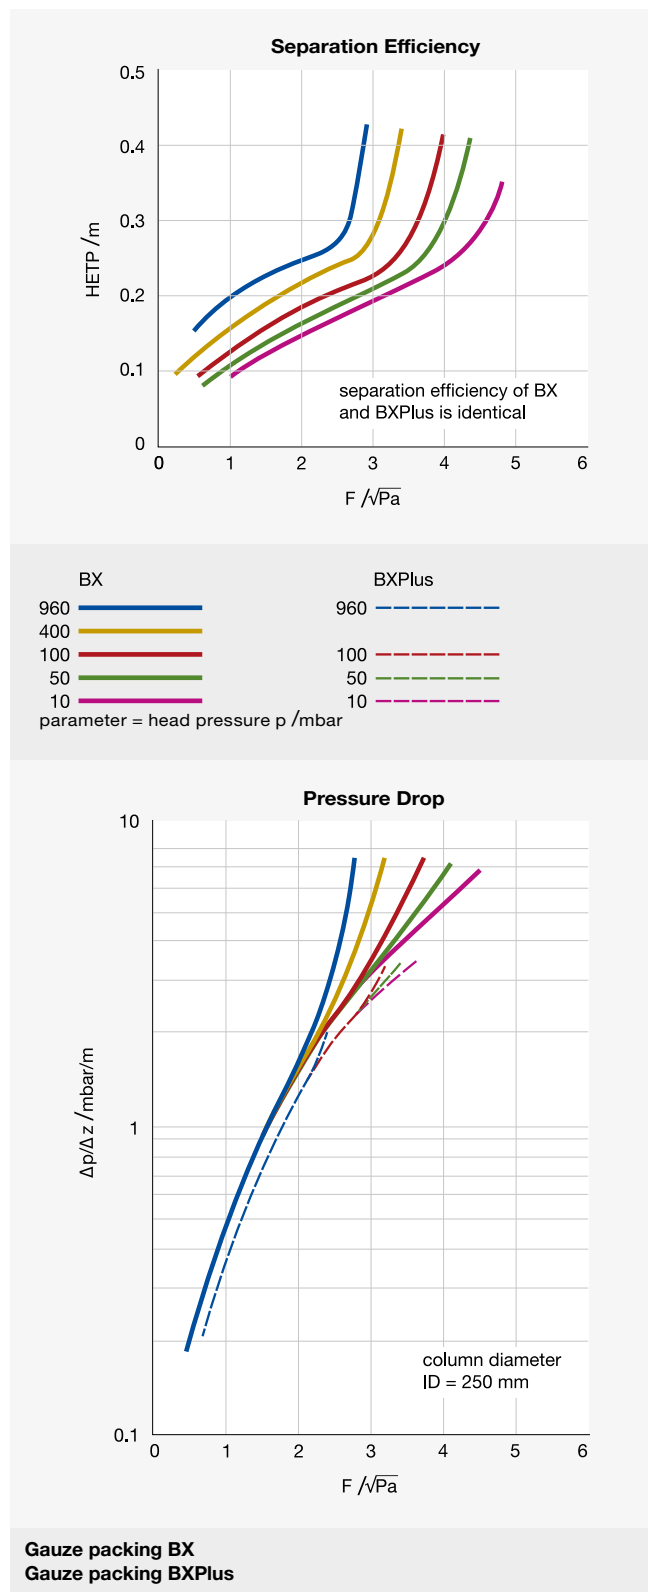 Separation Efficiency
0.5
0.4
0.3
0.2
0.1
0
HETP /m
0 1 2 3 4 5 6
F /√Pa
separation efficiency of BX
and BXPlus is identical
BX BXPlus
960 960
400
100 100
50 50
10 10
parameter = head pressure p /mbar
Pressure Drop
10
1
0.1
Δp/Δz /mbar/m
0 1 2 3 4 5 6
F /√Pa
column diameter
ID = 250 mm
Gauze packing BX
Gauze packing BXPlus